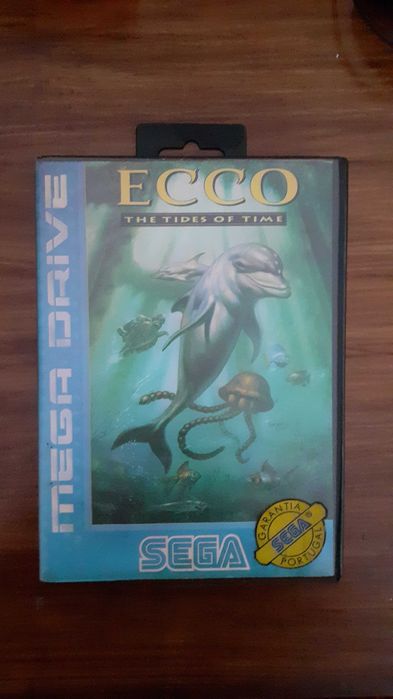 ECCO
THE TIDES OF TIME
MEGA DRIVE
SEGA
GARANTIA
SEGA
PORTUGAL